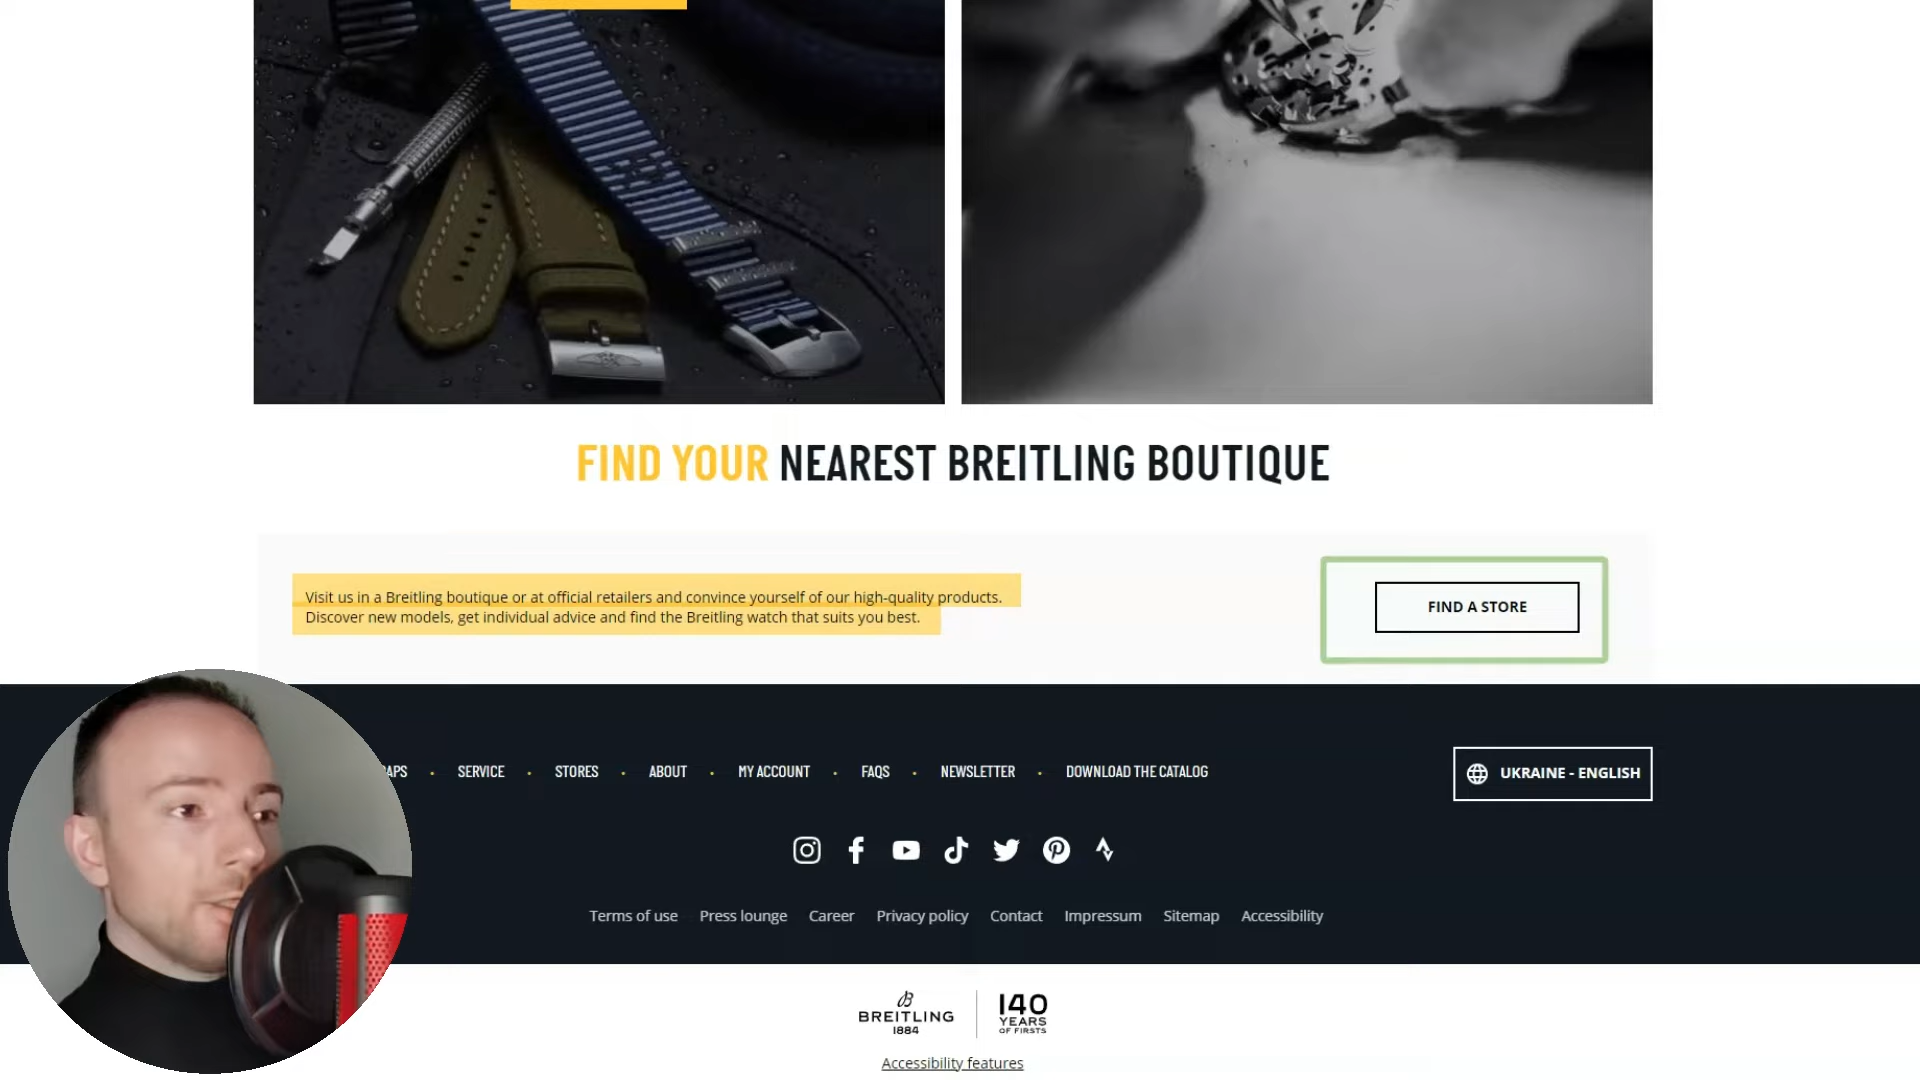 FIND YOUR NEAREST BREITLING BOUTIQUE
Visit us in a Breitling boutique or at official retailers and convince yourself of our high-quality products.
Discover new models, get individual advice and find the Breitling watch that suits you best.
FIND A STORE
SERVICE • STORES • ABOUT • MY ACCOUNT • FAQS • NEWSLETTER • DOWNLOAD THE CATALOG
UKRAINE - ENGLISH
Terms of use Press lounge Career Privacy policy Contact Impressum Sitemap Accessibility
BREITLING
1884
140
YEARS
OF FIRSTS
Accessibility features